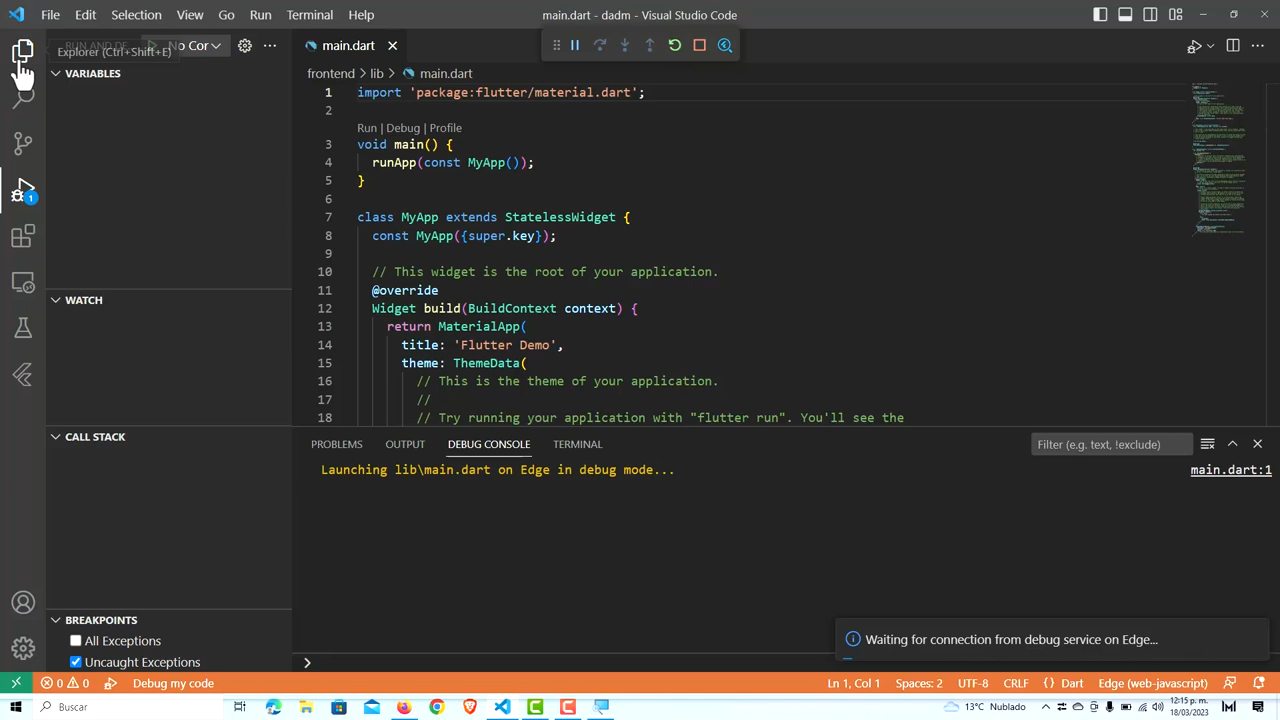 File Edit Selection View Go Run Terminal Help
main.dart - dadm - Visual Studio Code
No Cor
Explorer (Ctrl+Shift+E)
main.dart
VARIABLES
WATCH
CALL STACK
BREAKPOINTS
All Exceptions
Uncaught Exceptions
frontend > lib > main.dart
1 import 'package:flutter/material.dart';
2
Run | Debug | Profile
3 void main() {
4 runApp(const MyApp());
5 }
6
7 class MyApp extends StatelessWidget {
8 const MyApp({super.key});
9
10 // This widget is the root of your application.
11 @override
12 Widget build(BuildContext context) {
13 return MaterialApp(
14 title: 'Flutter Demo',
15 theme: ThemeData(
16 // This is the theme of your application.
17 //
18 // Try running your application with "flutter run". You'll see the
PROBLEMS OUTPUT DEBUG CONSOLE TERMINAL
Filter (e.g. text, !exclude)
Launching lib\main.dart on Edge in debug mode...
main.dart:1
Waiting for connection from debug service on Edge...
1
0 0 Debug my code
Ln 1, Col 1 Spaces: 2 UTF-8 CRLF {} Dart Edge (web-javascript)
Buscar
13°C Nublado
12:15 p. m.
18/03/2023